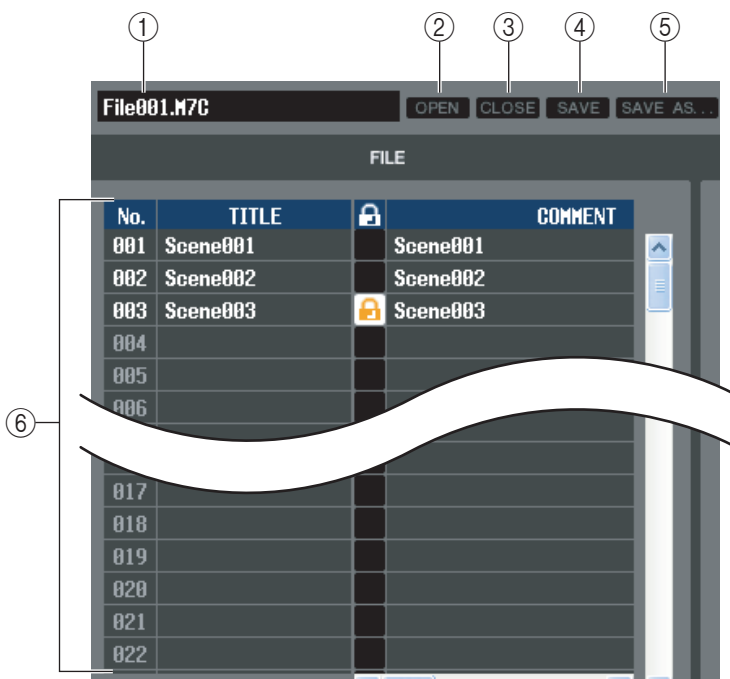 ① ② ③ ④ ⑤
File001.M7C OPEN CLOSE SAVE SAVE AS...
FILE
No. TITLE COMMENT
001 Scene001 Scene001
002 Scene002 Scene002
003 Scene003 Scene003
004
005
006
⑥
017
018
019
020
021
022